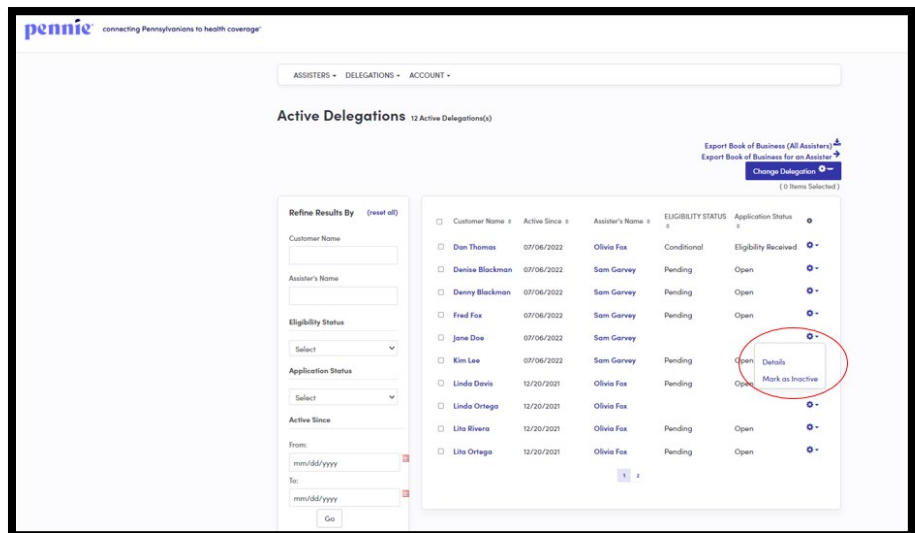 pennie connecting Pennsylvanians to health coverage
ASSISTERS DELEGATIONS ACCOUNT
Active Delegations 12 Active Delegations(s)
Export Book of Business (All Assisters)
Export Book of Business for an Assister
Change Delegation
( 0 Items Selected )
Refine Results By (reset all)
Customer Name
Assister's Name
Eligibility Status
Select
Application Status
Select
Active Since
From:
mm/dd/yyyy
To:
mm/dd/yyyy
Go
Customer Name Active Since Assister's Name ELIGIBILITY STATUS Application Status
Dan Thomas 07/06/2022 Olivia Fox Conditional Eligibility Received
Denise Blackman 07/06/2022 Sam Garvey Pending Open
Denny Blackman 07/06/2022 Sam Garvey Pending Open
Fred Fox 07/06/2022 Sam Garvey Pending Open
Jane Doe 07/06/2022 Sam Garvey
Kim Lee 07/06/2022 Sam Garvey Pending Open
Details
Mark as Inactive
Linda Davis 12/20/2021 Olivia Fox Pending Open
Linda Ortega 12/20/2021 Olivia Fox
Lita Rivera 12/20/2021 Olivia Fox Pending Open
Lita Ortega 12/20/2021 Olivia Fox Pending Open
1 2